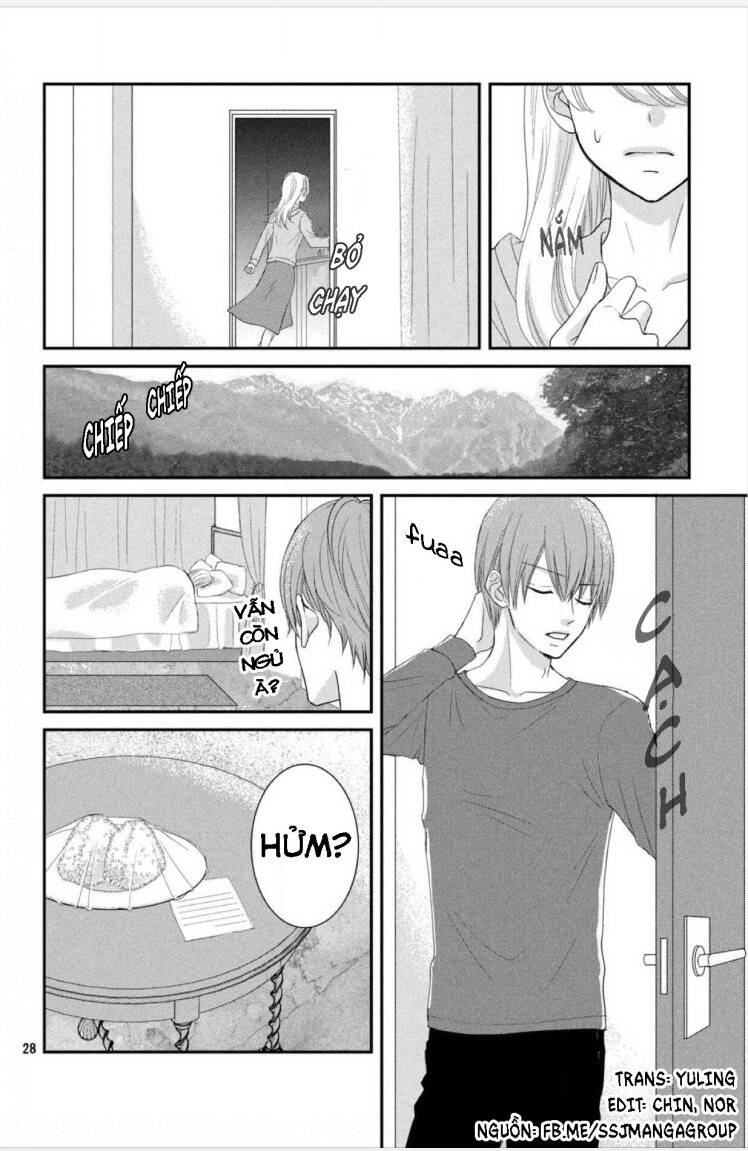 BỎ
CHẠY
NẮM
CHIẾP CHIẾP
fuaa
CẠCH
VẪN
CÒN
NGỦ
À?
HỬM?
28
TRANS: YULING
EDIT: CHIN, NOR
NGUỒN: FB.ME/SSJMANGAGROUP